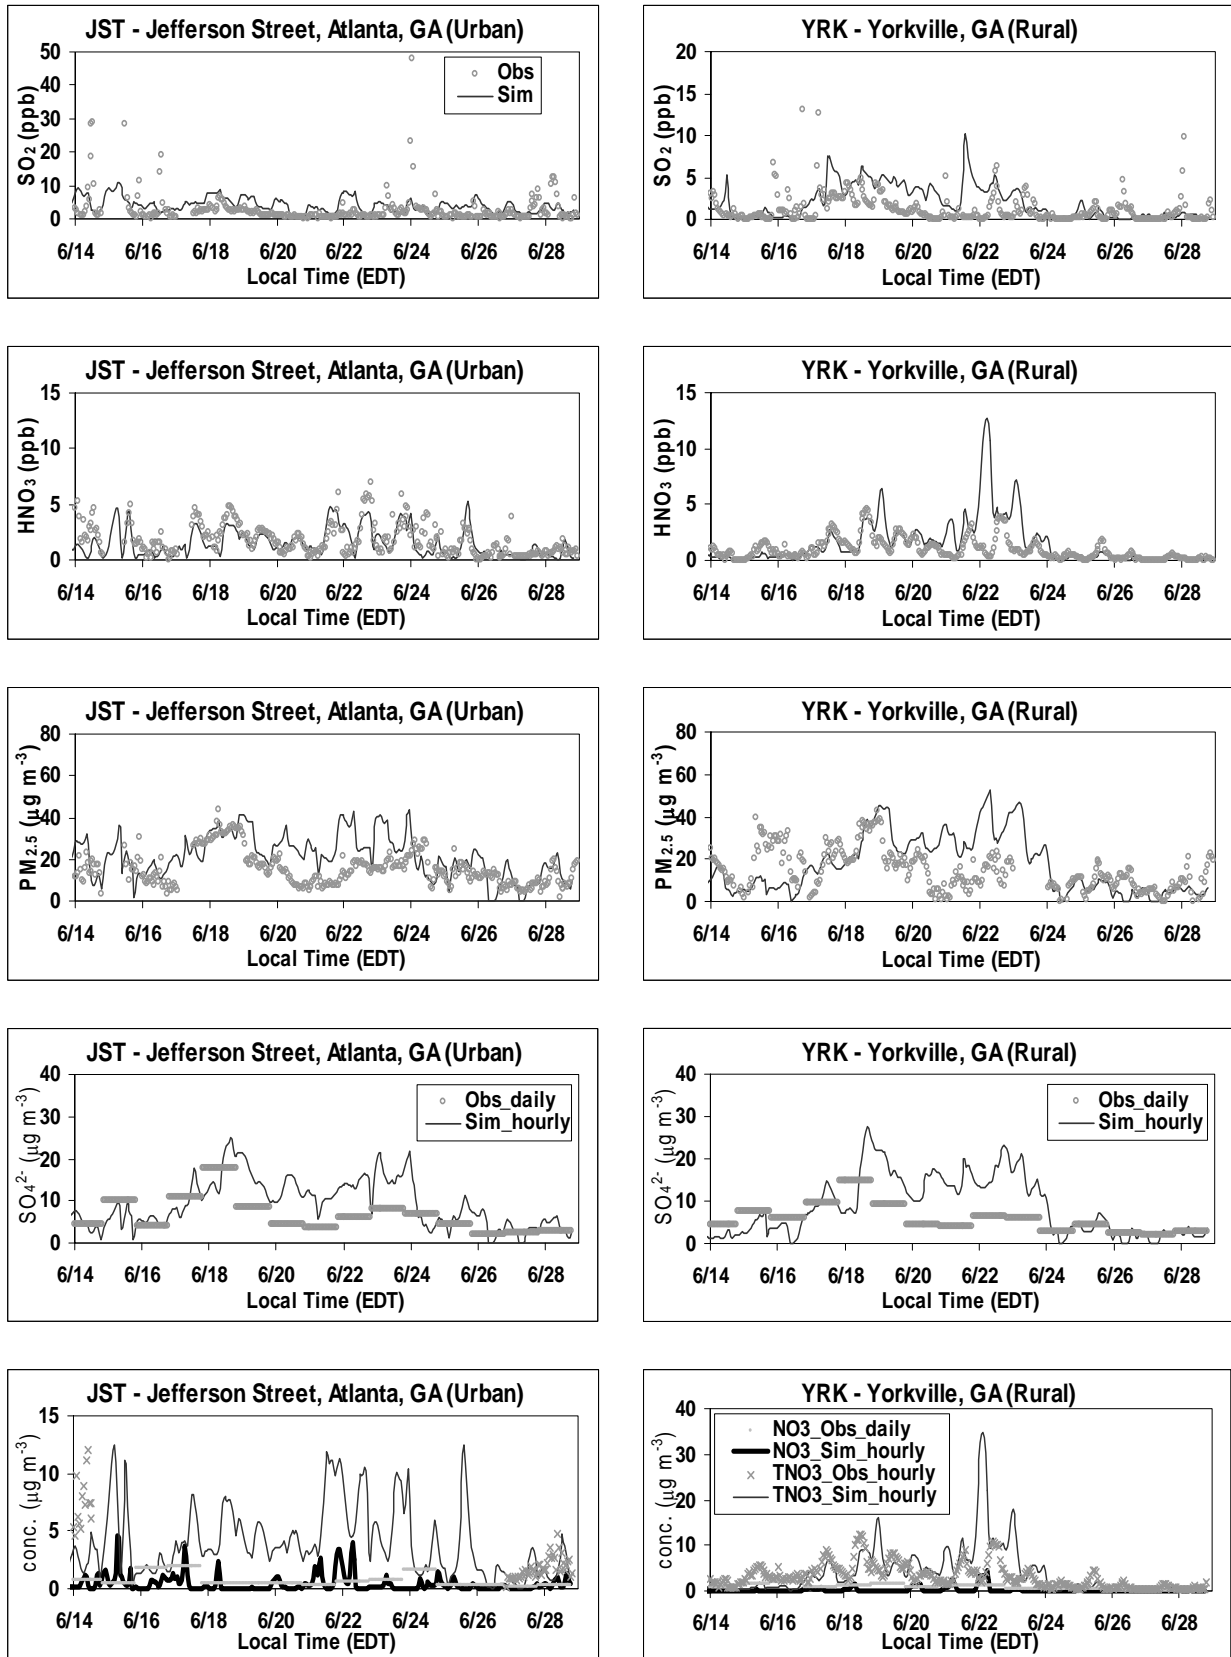 JST - Jefferson Street, Atlanta, GA (Urban)
50
40
30
20
10
0
SO2 (ppb)
Obs
Sim
6/14 6/16 6/18 6/20 6/22 6/24 6/26 6/28
Local Time (EDT)
YRK - Yorkville, GA (Rural)
20
15
10
5
0
SO2 (ppb)
6/14 6/16 6/18 6/20 6/22 6/24 6/26 6/28
Local Time (EDT)
JST - Jefferson Street, Atlanta, GA (Urban)
15
10
5
0
HNO3 (ppb)
6/14 6/16 6/18 6/20 6/22 6/24 6/26 6/28
Local Time (EDT)
YRK - Yorkville, GA (Rural)
15
10
5
0
HNO3 (ppb)
6/14 6/16 6/18 6/20 6/22 6/24 6/26 6/28
Local Time (EDT)
JST - Jefferson Street, Atlanta, GA (Urban)
80
60
40
20
0
PM2.5 (μg m-3)
6/14 6/16 6/18 6/20 6/22 6/24 6/26 6/28
Local Time (EDT)
YRK - Yorkville, GA (Rural)
80
60
40
20
0
PM2.5 (μg m-3)
6/14 6/16 6/18 6/20 6/22 6/24 6/26 6/28
Local Time (EDT)
JST - Jefferson Street, Atlanta, GA (Urban)
40
30
20
10
0
SO4 2- (μg m-3)
Obs_daily
Sim_hourly
6/14 6/16 6/18 6/20 6/22 6/24 6/26 6/28
Local Time (EDT)
YRK - Yorkville, GA (Rural)
40
30
20
10
0
SO4 2- (μg m-3)
Obs_daily
Sim_hourly
6/14 6/16 6/18 6/20 6/22 6/24 6/26 6/28
Local Time (EDT)
JST - Jefferson Street, Atlanta, GA (Urban)
15
10
5
0
conc. (μg m-3)
6/14 6/16 6/18 6/20 6/22 6/24 6/26 6/28
Local Time (EDT)
YRK - Yorkville, GA (Rural)
40
30
20
10
0
conc. (μg m-3)
NO3_Obs_daily
NO3_Sim_hourly
TNO3_Obs_hourly
TNO3_Sim_hourly
6/14 6/16 6/18 6/20 6/22 6/24 6/26 6/28
Local Time (EDT)